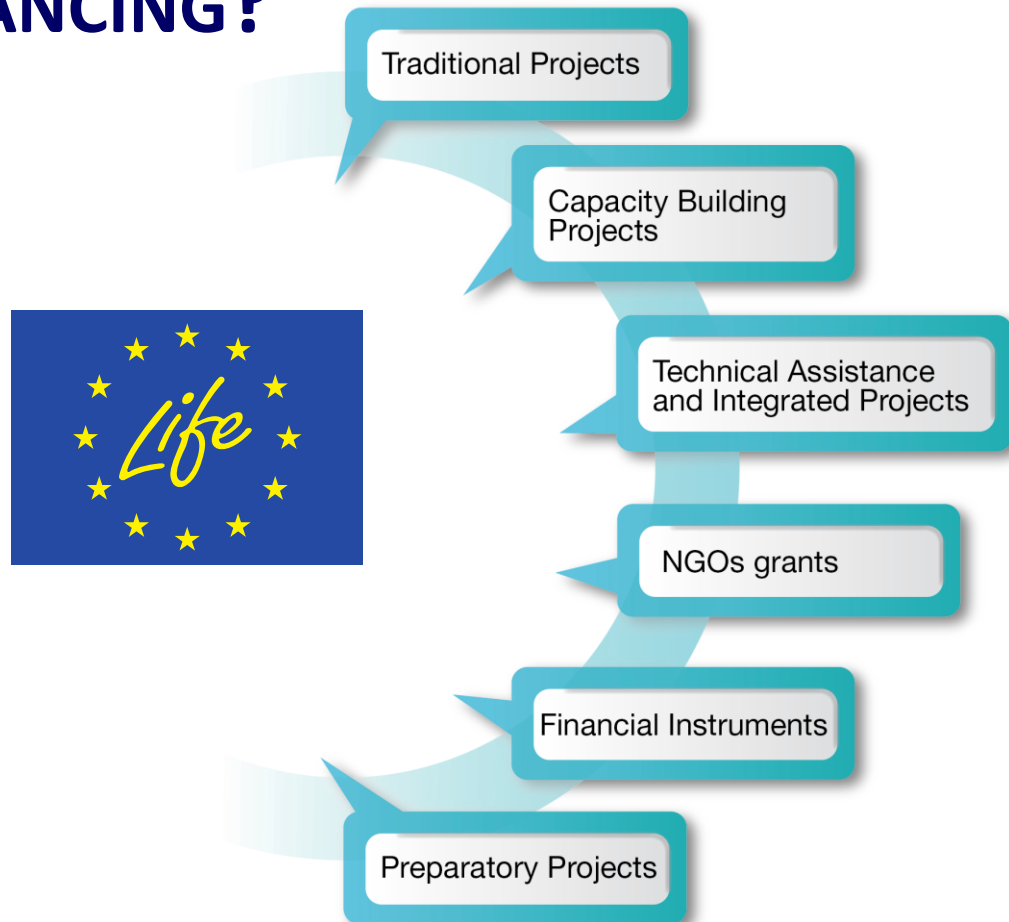 ANCING?
Traditional Projects
Capacity Building
Projects
Technical Assistance
and Integrated Projects
Life
NGOs grants
Financial Instruments
Preparatory Projects